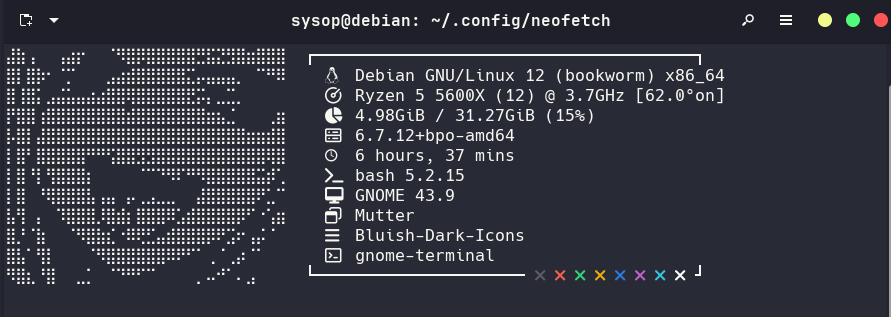 sysop@debian: ~/.config/neofetch
Debian GNU/Linux 12 (bookworm) x86_64
Ryzen 5 5600X (12) @ 3.7GHz [62.0°on]
4.98GiB / 31.27GiB (15%)
6.7.12+bpo-amd64
6 hours, 37 mins
bash 5.2.15
GNOME 43.9
Mutter
Bluish-Dark-Icons
gnome-terminal